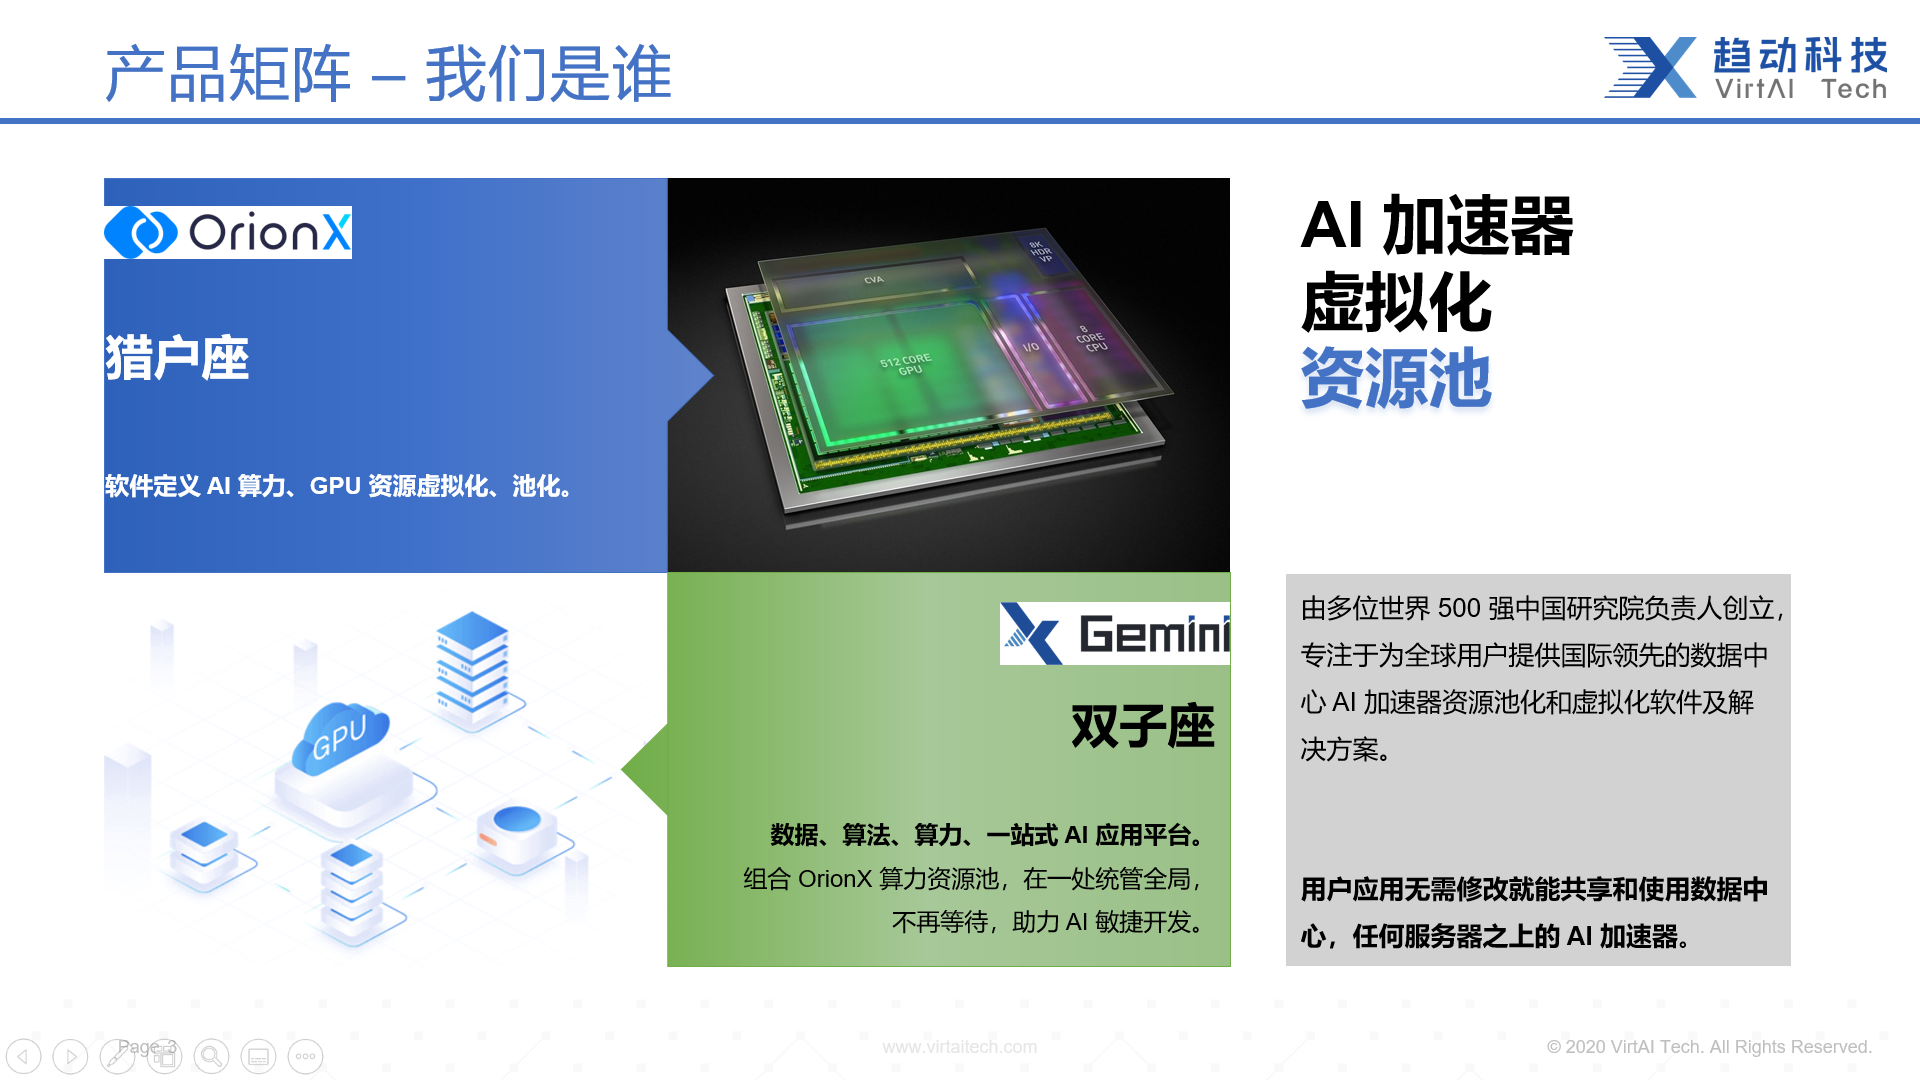 产品矩阵 – 我们是谁
趋动科技
VirtAI Tech
OrionX
猎户座
软件定义 AI 算力、GPU 资源虚拟化、池化。
CVA
8K
HDR
VP
512 CORE
GPU
I/O
8
CORE
CPU
AI 加速器
虚拟化
资源池
GPU
Gemini
双子座
数据、算法、算力、一站式 AI 应用平台。
组合 OrionX 算力资源池，在一处统管全局，
不再等待，助力 AI 敏捷开发。
由多位世界 500 强中国研究院负责人创立，
专注于为全球用户提供国际领先的数据中
心 AI 加速器资源池化和虚拟化软件及解
决方案。
用户应用无需修改就能共享和使用数据中
心，任何服务器之上的 AI 加速器。
Page 3
www.virtaitech.com
© 2020 VirtAI Tech. All Rights Reserved.